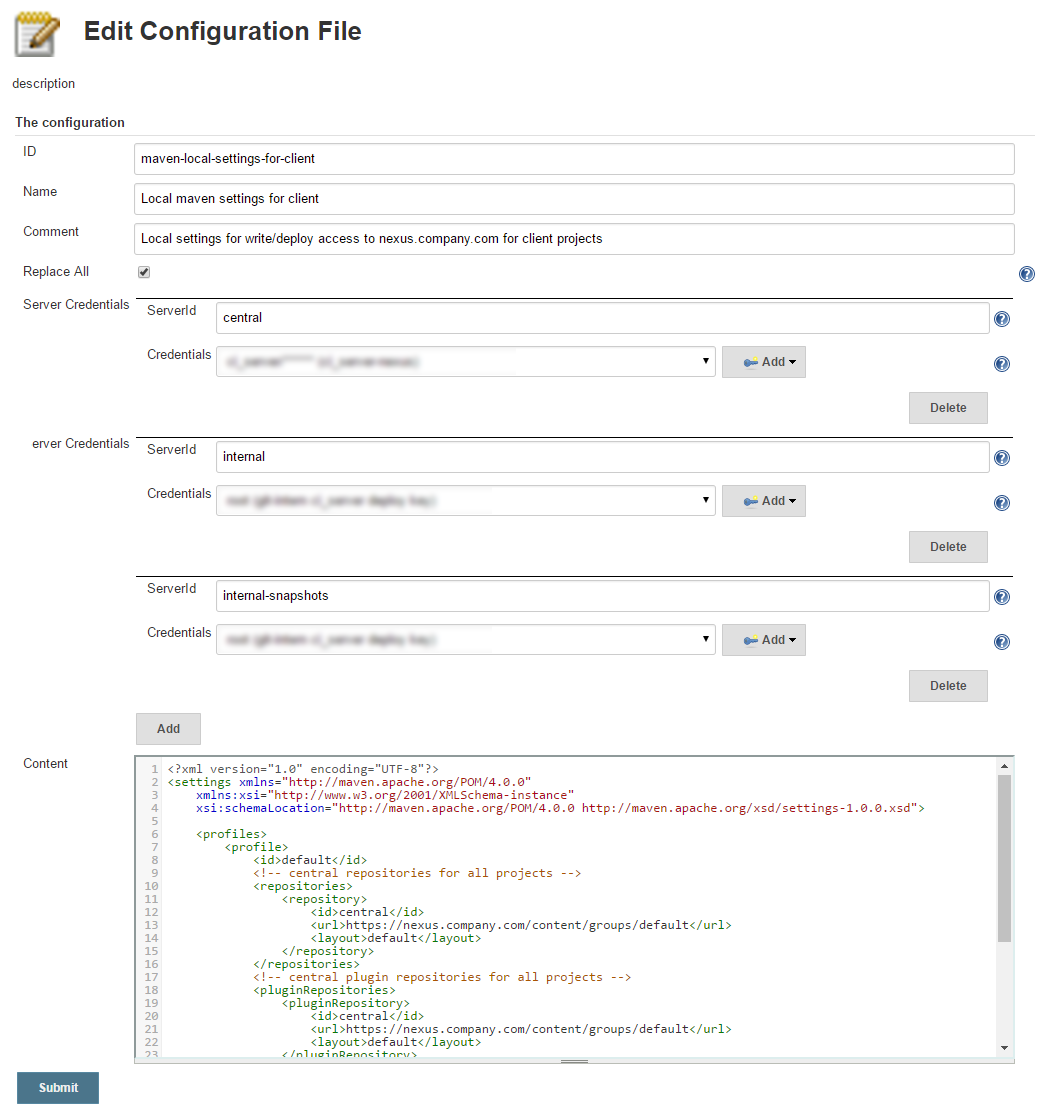 Edit Configuration File
description
The configuration
ID
maven-local-settings-for-client
Name
Local maven settings for client
Comment
Local settings for write/deploy access to nexus.company.com for client projects
Replace All
Server Credentials
ServerId
central
Credentials
Add
Delete
erver Credentials
ServerId
internal
Credentials
Add
Delete
ServerId
internal-snapshots
Credentials
Add
Delete
Add
Content
1 <?xml version="1.0" encoding="UTF-8"?>
2 <settings xmlns="http://maven.apache.org/POM/4.0.0"
3 xmlns:xsi="http://www.w3.org/2001/XMLSchema-instance"
4 xsi:schemaLocation="http://maven.apache.org/POM/4.0.0 http://maven.apache.org/xsd/settings-1.0.0.xsd">
5
6 <profiles>
7 <profile>
8 <id>default</id>
9 <!-- central repositories for all projects -->
10 <repositories>
11 <repository>
12 <id>central</id>
13 <url>https://nexus.company.com/content/groups/default</url>
14 <layout>default</layout>
15 </repository>
16 </repositories>
17 <!-- central plugin repositories for all projects -->
18 <pluginRepositories>
19 <pluginRepository>
20 <id>central</id>
21 <url>https://nexus.company.com/content/groups/default</url>
22 <layout>default</layout>
23 </pluginRepository>
Submit